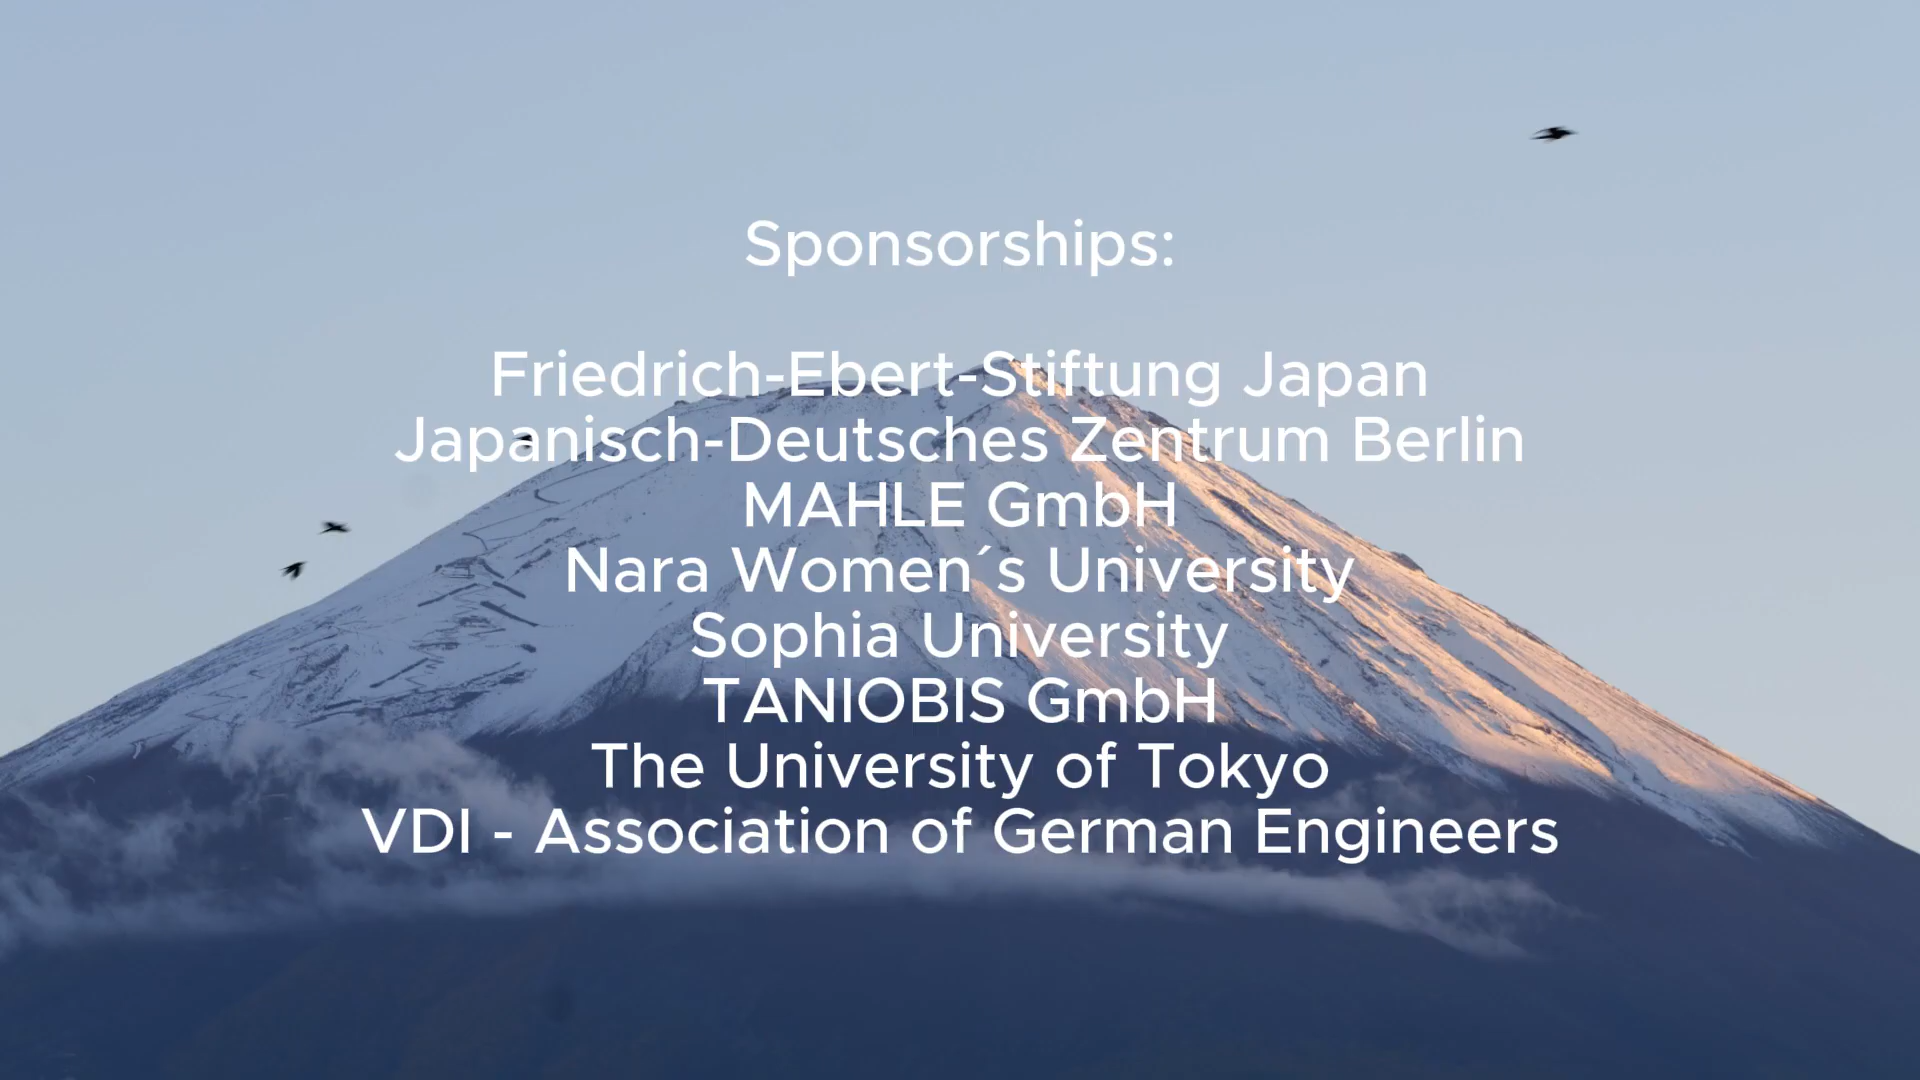 Sponsorships:
Friedrich-Ebert-Stiftung Japan
Japanisch-Deutsches Zentrum Berlin
MAHLE GmbH
Nara Women´s University
Sophia University
TANIOBIS GmbH
The University of Tokyo
VDI - Association of German Engineers